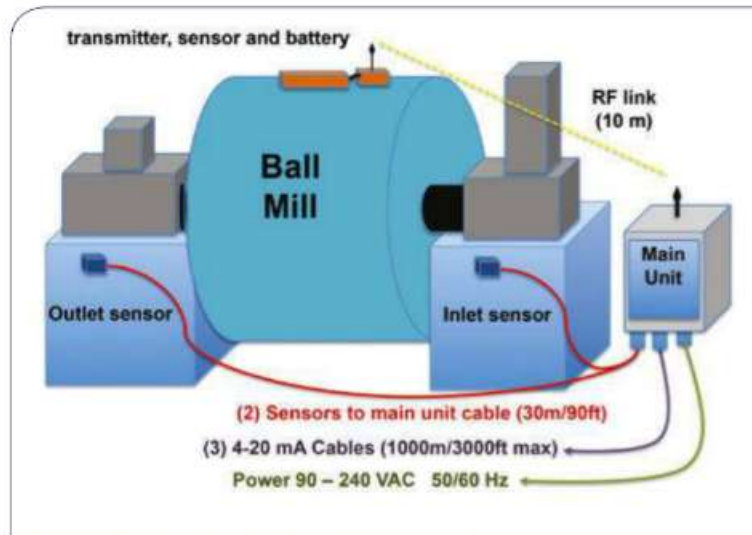 transmitter, sensor and battery
RF link
(10 m)
Ball
Mill
Main
Unit
Outlet sensor
Inlet sensor
(2) Sensors to main unit cable (30m/90ft)
(3) 4-20 mA Cables (1000m/3000ft max)
Power 90 – 240 VAC 50/60 Hz